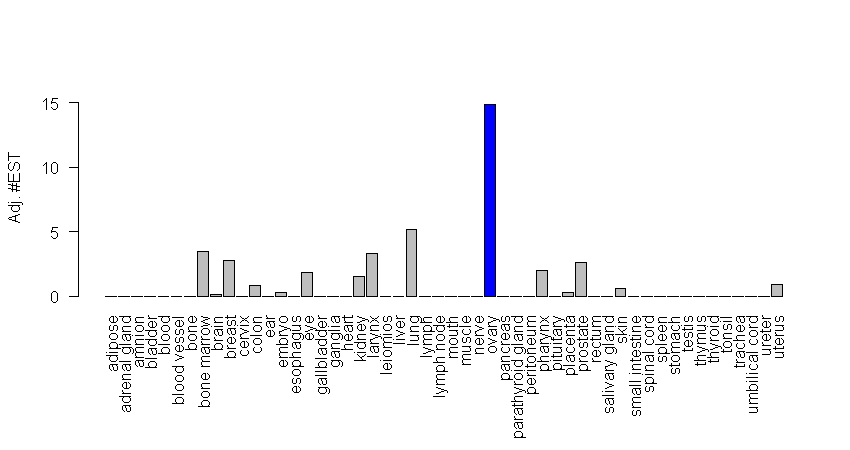 Adj. #EST
15
10
5
0
adipose
adrenal gland
amnion
bladder
blood
blood vessel
bone
bone marrow
brain
breast
cervix
colon
ear
embryo
esophagus
eye
gallbladder
ganglia
heart
kidney
larynx
leiomios
liver
lung
lymph
lymph node
mouth
muscle
nerve
ovary
pancreas
parathyroid gland
peritoneum
pharynx
pituitary
placenta
prostate
rectum
salivary gland
skin
small intestine
spinal cord
spleen
stomach
testis
thymus
thyroid
tonsil
trachea
umbilical cord
ureter
uterus